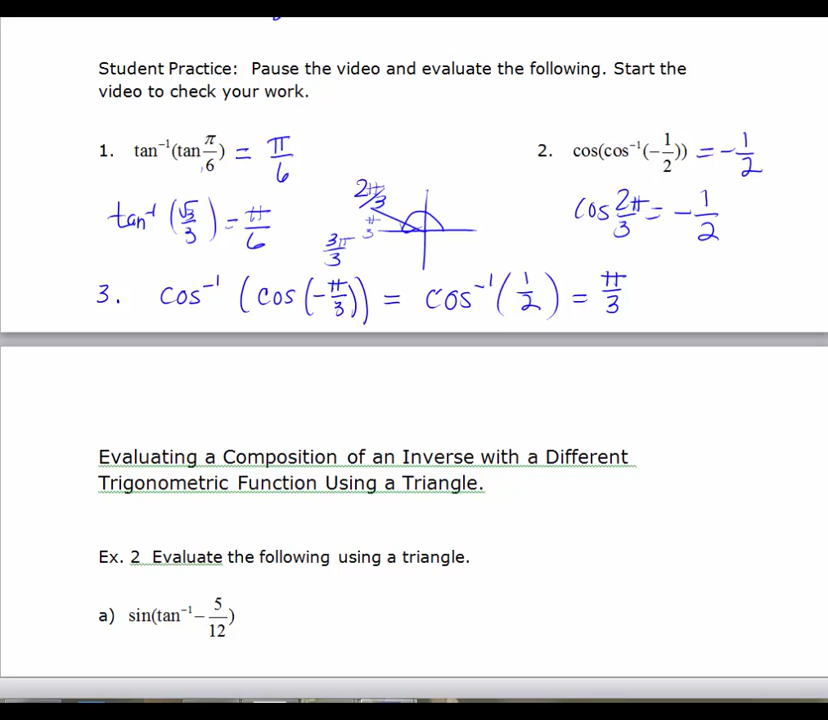 Student Practice: Pause the video and evaluate the following. Start the
video to check your work.
1. tan⁻¹(tan π/6) = π/6
2. cos(cos⁻¹(-1/2)) = -1/2
tan⁻¹(√3/3) = π/6
2π/3
π/3
3π/3
cos 2π/3 = -1/2
3. cos⁻¹(cos(-π/3)) = cos⁻¹(1/2) = π/3
Evaluating a Composition of an Inverse with a Different
Trigonometric Function Using a Triangle.
Ex. 2 Evaluate the following using a triangle.
a) sin(tan⁻¹ - 5/12)